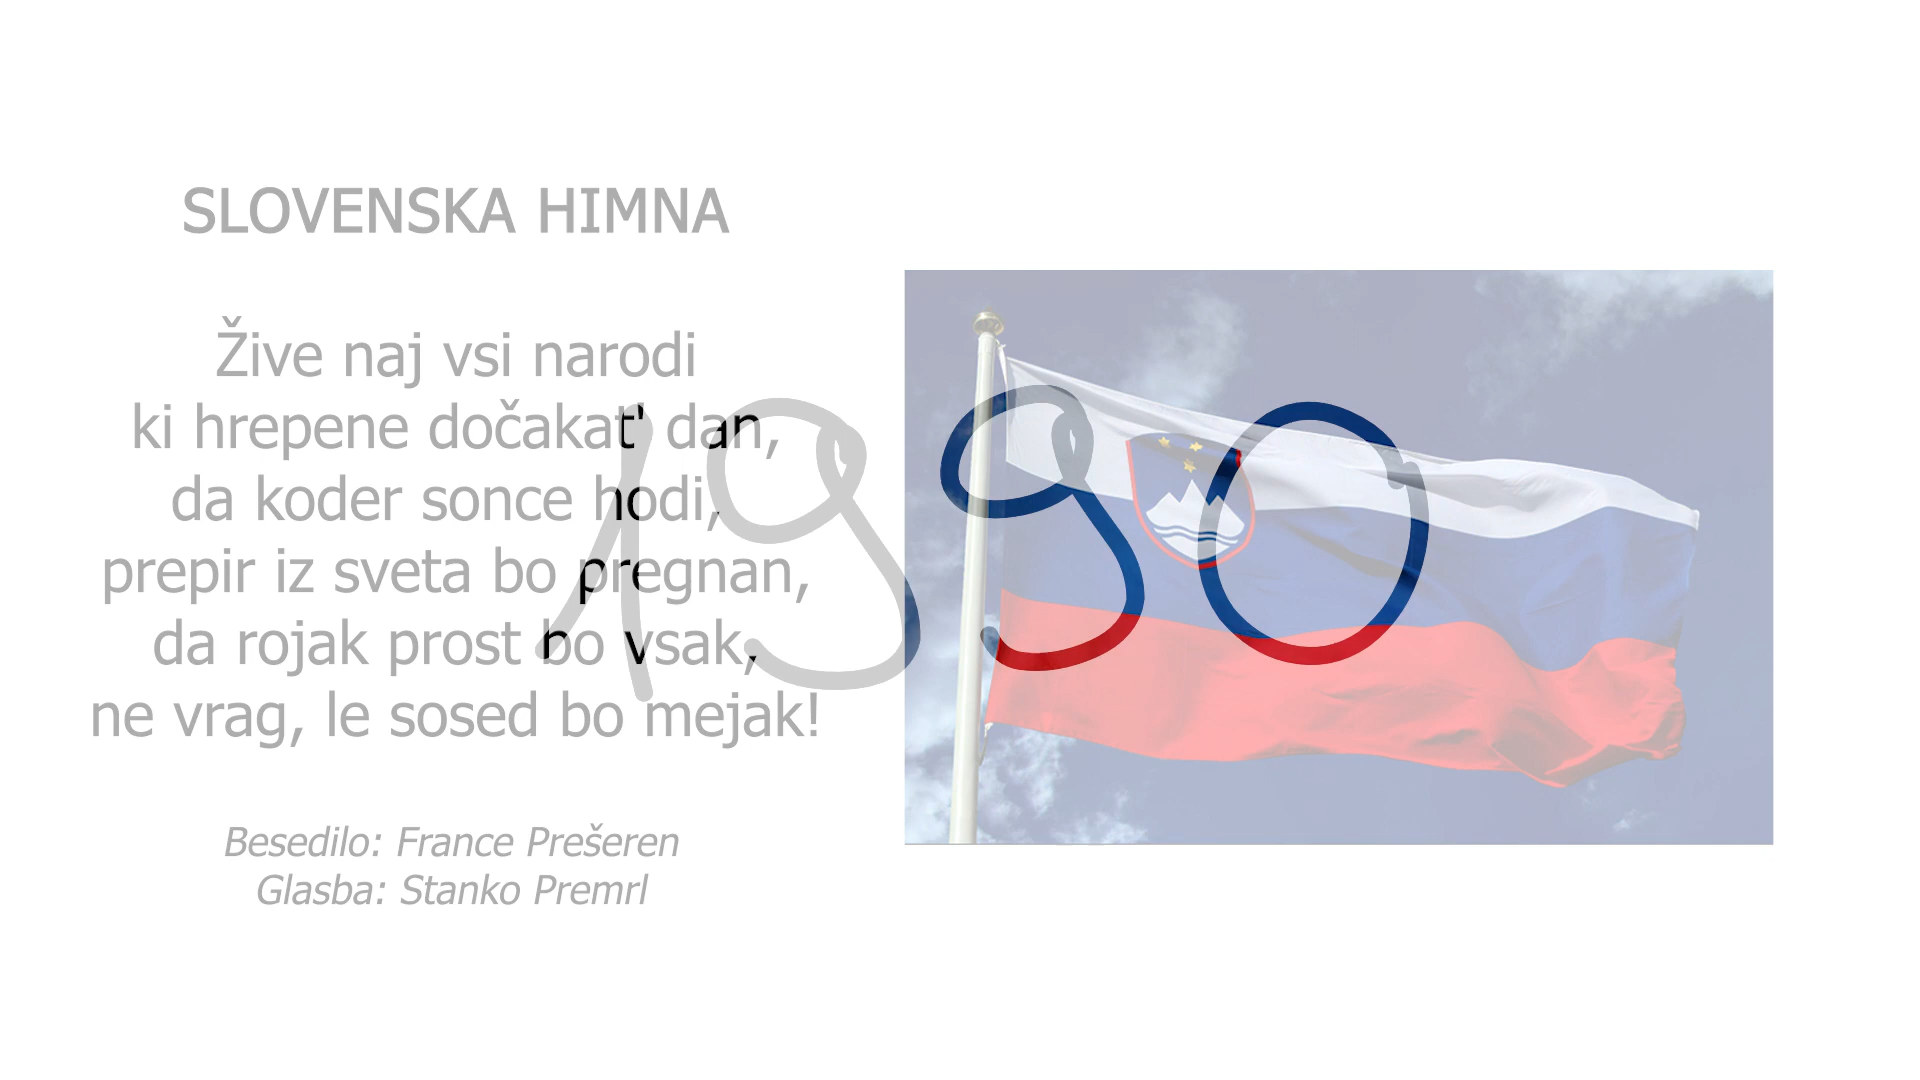 SLOVENSKA HIMNA
Žive naj vsi narodi
ki hrepene dočakat' dan,
da koder sonce hodi,
prepir iz sveta bo pregnan,
da rojak prost bo vsak,
ne vrag, le sosed bo mejak!
1990
Besedilo: France Prešeren
Glasba: Stanko Premrl